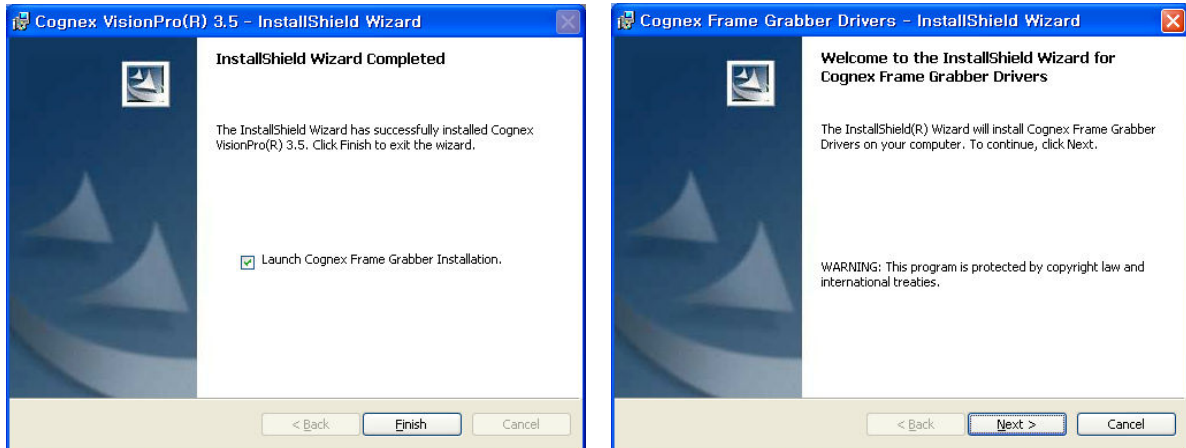 Cognex VisionPro(R) 3.5 - InstallShield Wizard
InstallShield Wizard Completed
The InstallShield Wizard has successfully installed Cognex
VisionPro(R) 3.5. Click Finish to exit the wizard.
Launch Cognex Frame Grabber Installation.
< Back
Finish
Cancel
Cognex Frame Grabber Drivers - InstallShield Wizard
Welcome to the InstallShield Wizard for
Cognex Frame Grabber Drivers
The InstallShield(R) Wizard will install Cognex Frame Grabber
Drivers on your computer. To continue, click Next.
WARNING: This program is protected by copyright law and
international treaties.
< Back
Next >
Cancel